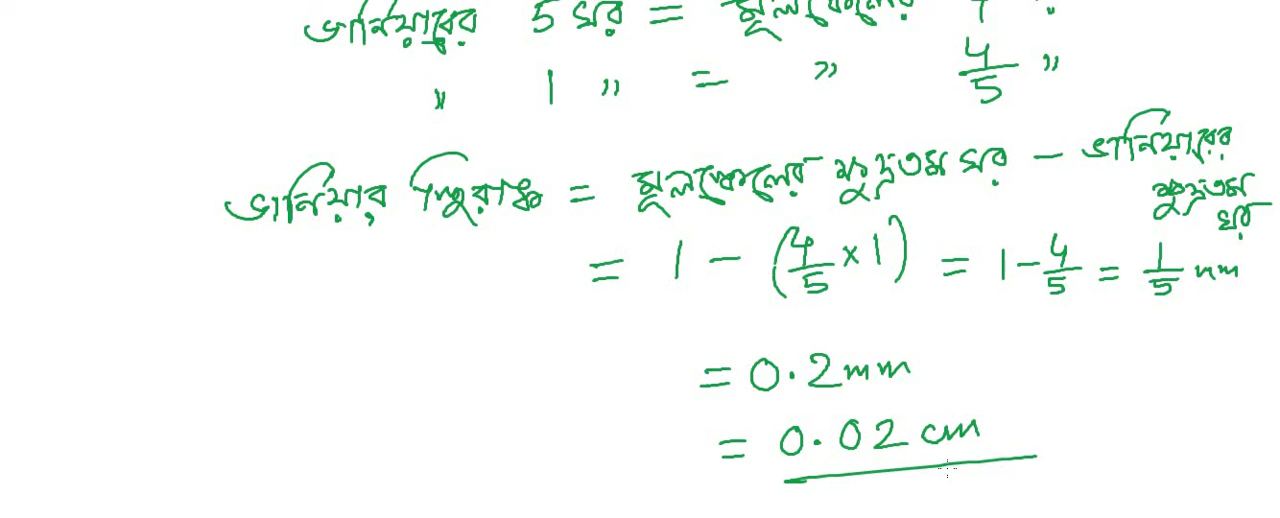 ভার্নিয়ারের 5 ঘর = মূলস্কেলের 4
" 1 " = " 4/5 "
ভার্নিয়ার স্থিরাঙ্ক = মূলস্কেলের ক্ষুদ্রতম ঘর - ভার্নিয়ারের ক্ষুদ্রতম ঘর
= 1 - (4/5 × 1) = 1 - 4/5 = 1/5 mm
= 0.2 mm
= 0.02 cm